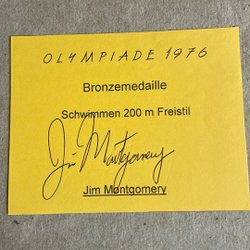 OLYMPIADE 1976
Bronzemedaille
Schwimmen 200 m Freistil
Jim Montgomery
Jim Montgomery